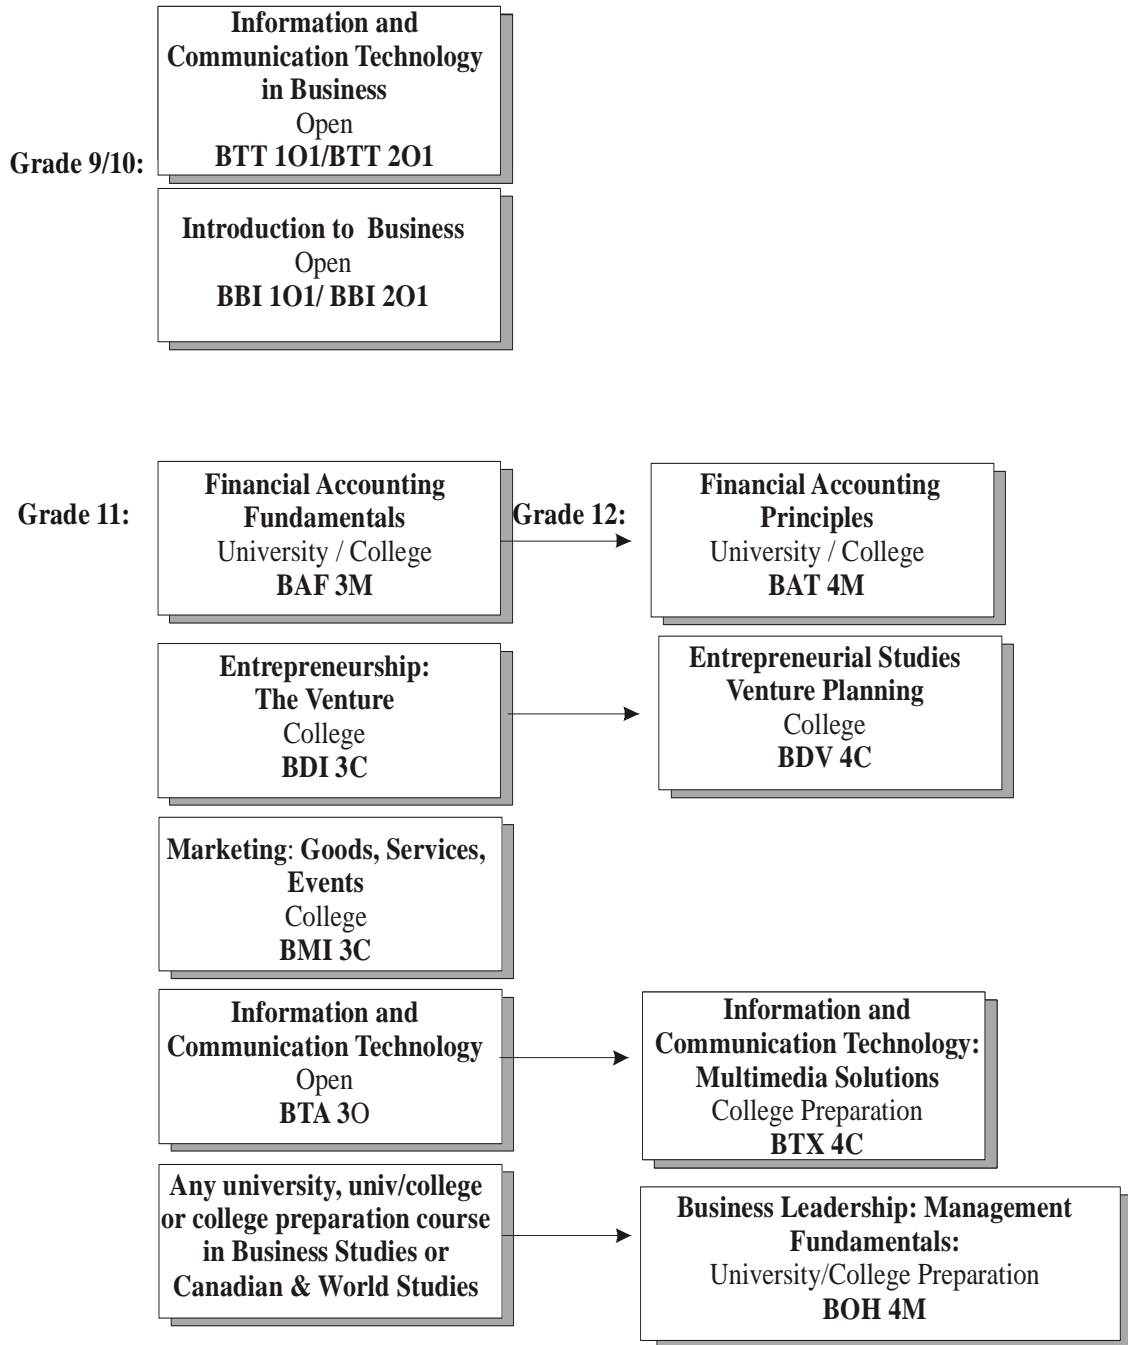 Information and
Communication Technology
in Business
Open
BTT 1O1/BTT 2O1
Grade 9/10:
Introduction to Business
Open
BBI 1O1/ BBI 2O1
Grade 11:
Financial Accounting
Fundamentals
University / College
BAF 3M
Grade 12:
Financial Accounting
Principles
University / College
BAT 4M
Entrepreneurship:
The Venture
College
BDI 3C
Entrepreneurial Studies
Venture Planning
College
BDV 4C
Marketing: Goods, Services,
Events
College
BMI 3C
Information and
Communication Technology
Open
BTA 3O
Information and
Communication Technology:
Multimedia Solutions
College Preparation
BTX 4C
Any university, univ/college
or college preparation course
in Business Studies or
Canadian & World Studies
Business Leadership: Management
Fundamentals:
University/College Preparation
BOH 4M